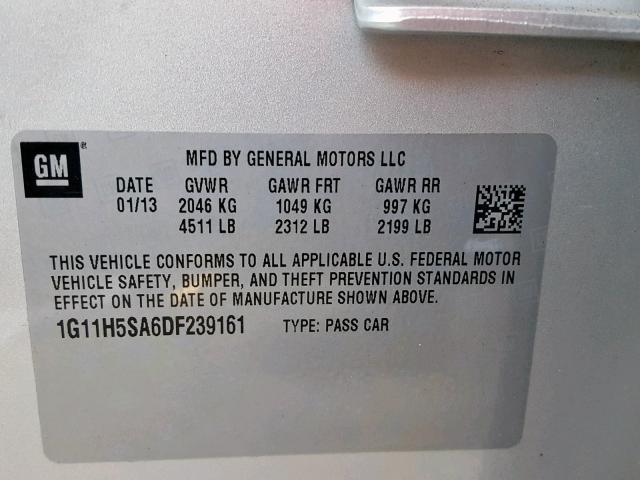 GM®
MFD BY GENERAL MOTORS LLC
DATE GVWR GAWR FRT GAWR RR
01/13 2046 KG 1049 KG 997 KG
4511 LB 2312 LB 2199 LB
THIS VEHICLE CONFORMS TO ALL APPLICABLE U.S. FEDERAL MOTOR
VEHICLE SAFETY, BUMPER, AND THEFT PREVENTION STANDARDS IN
EFFECT ON THE DATE OF MANUFACTURE SHOWN ABOVE.
1G11H5SA6DF239161 TYPE: PASS CAR